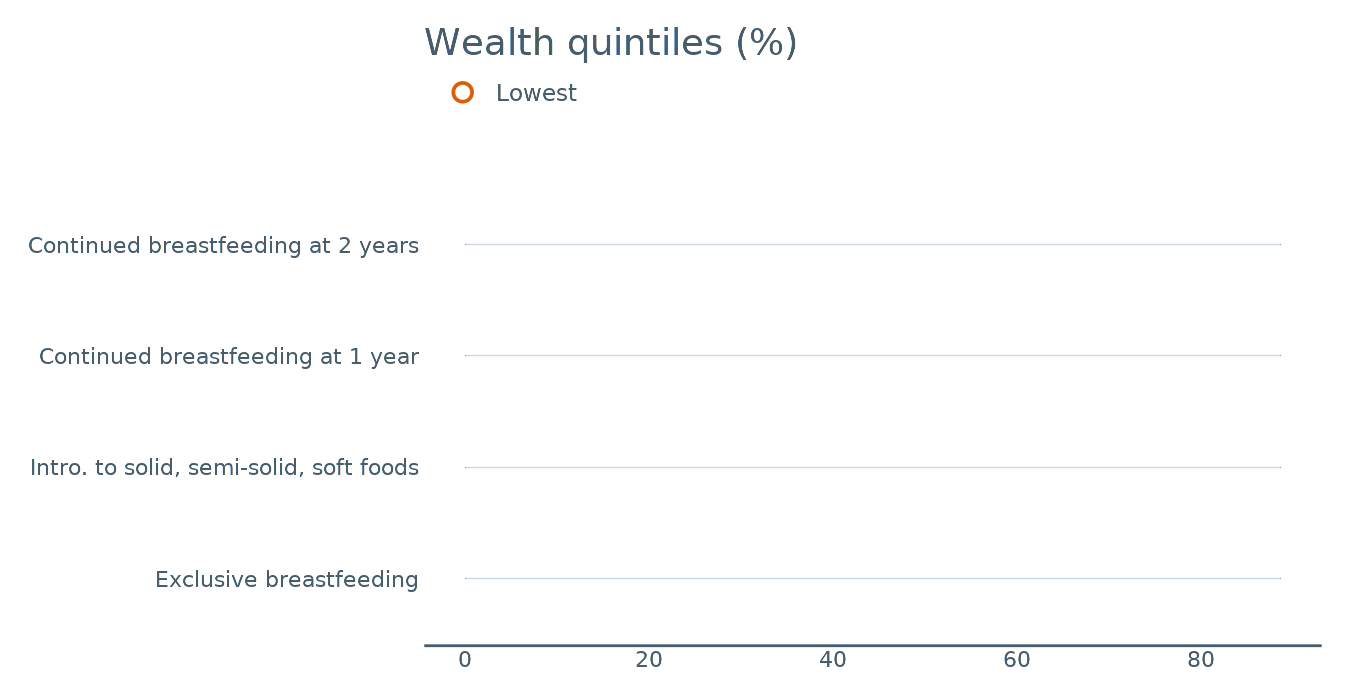 Wealth quintiles (%)
Lowest
Continued breastfeeding at 2 years
Continued breastfeeding at 1 year
Intro. to solid, semi-solid, soft foods
Exclusive breastfeeding
0 20 40 60 80